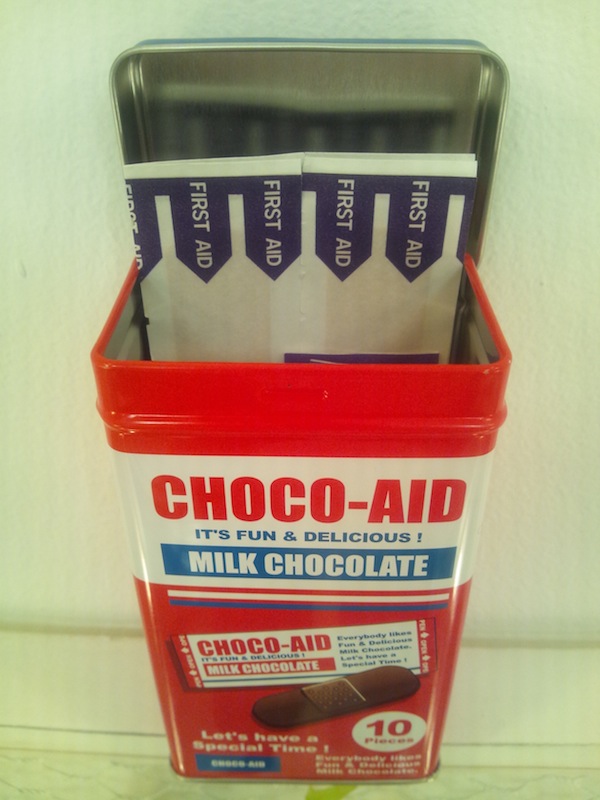 FIRST AID
FIRST AID
FIRST AID
FIRST AID
FIRST AID
CHOCO-AID
IT'S FUN & DELICIOUS !
MILK CHOCOLATE
CHOCO-AID
IT'S FUN & DELICIOUS !
MILK CHOCOLATE
Everybody likes
Fun & Delicious
Milk Chocolate.
Let's have a
Special Time !
OPEN
10
Pieces
Let's have a
Special Time !
CHOCO-AID
Everybody likes
Fun & Delicious
Milk Chocolate.